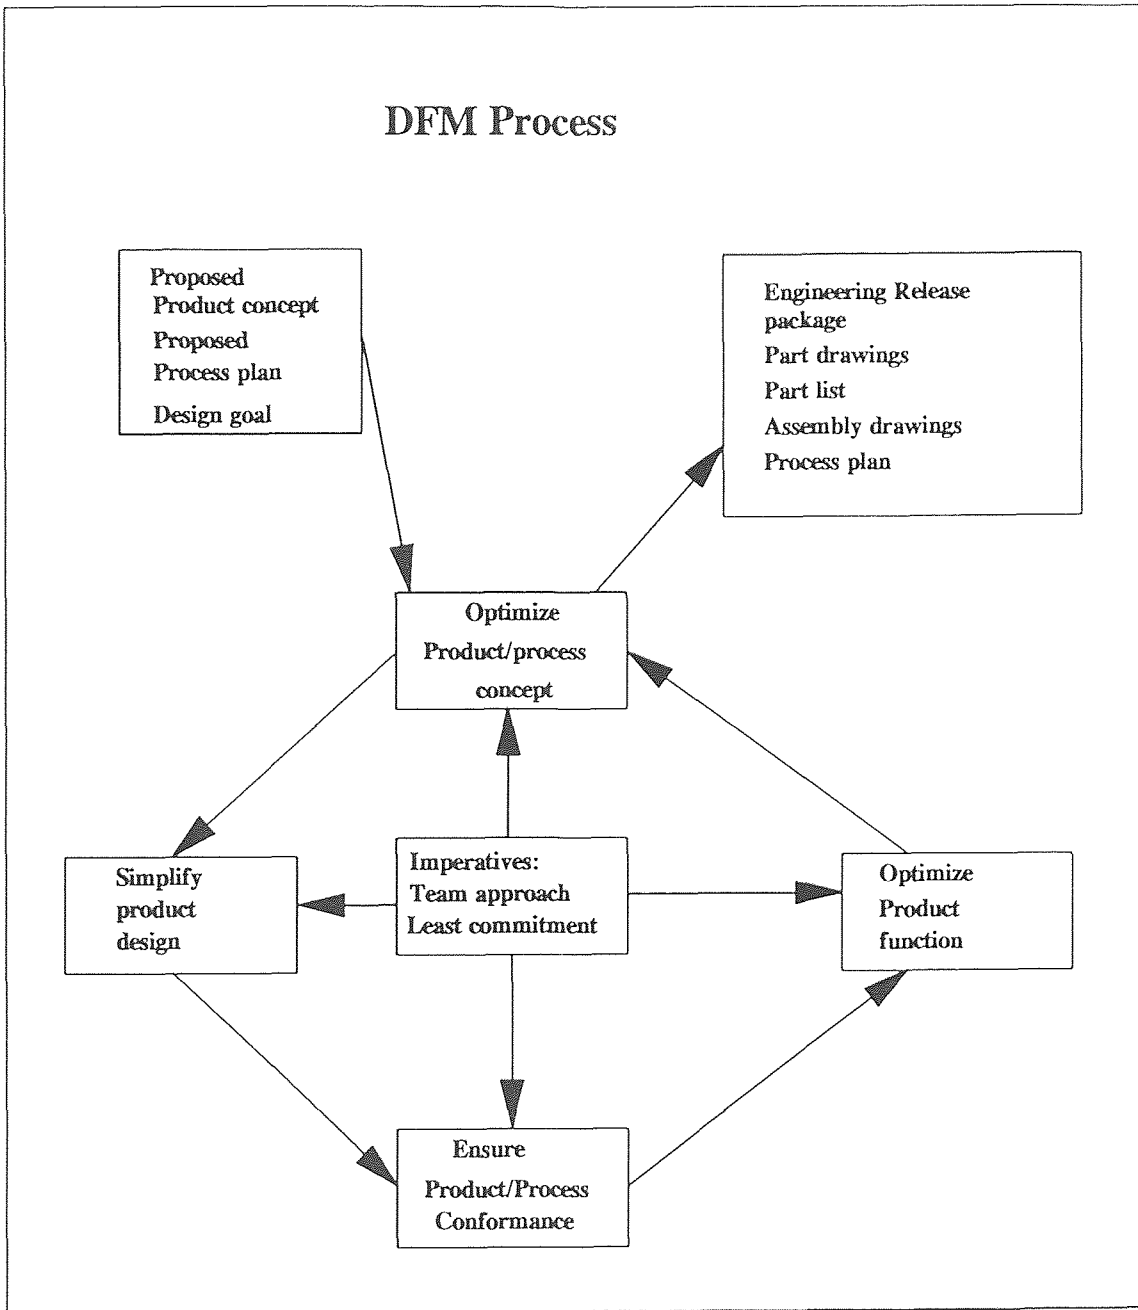 DFM Process
Proposed
Product concept
Proposed
Process plan
Design goal
Engineering Release
package
Part drawings
Part list
Assembly drawings
Process plan
Optimize
Product/process
concept
Imperatives:
Team approach
Least commitment
Simplify
product
design
Optimize
Product
function
Ensure
Product/Process
Conformance